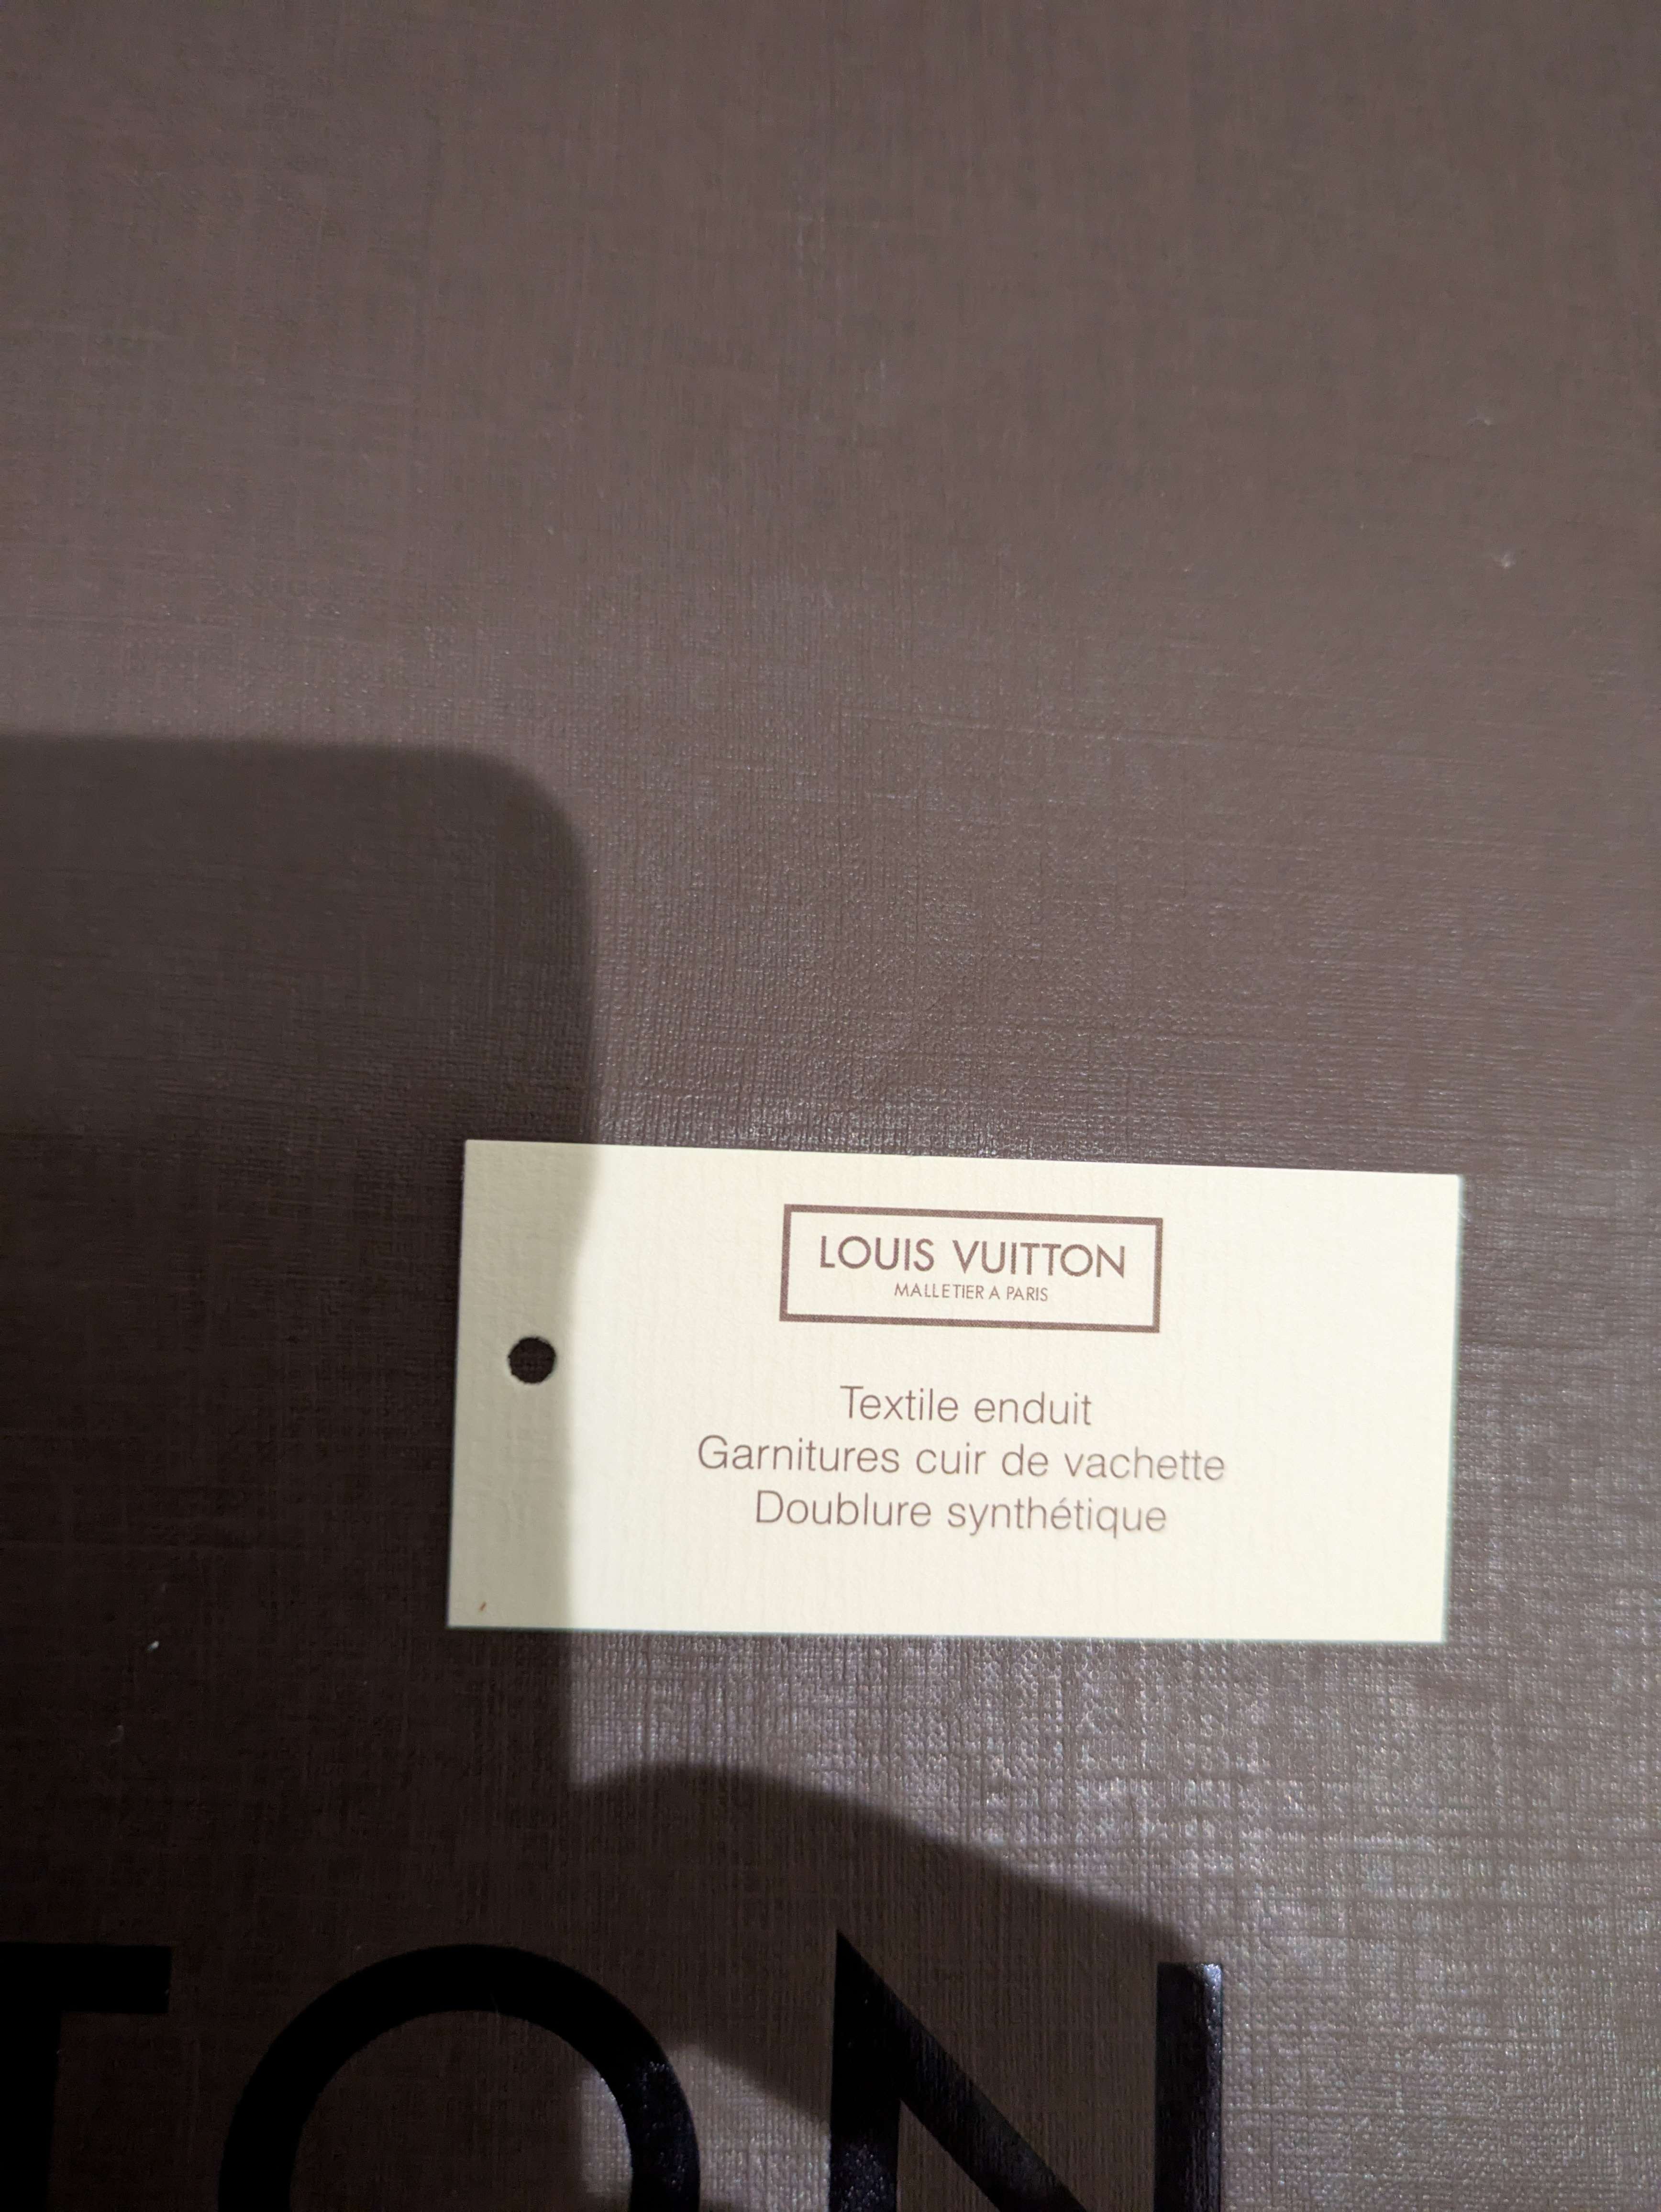 LOUIS VUITTON
MALLETIER A PARIS
Textile enduit
Garnitures cuir de vachette
Doublure synthétique
TON